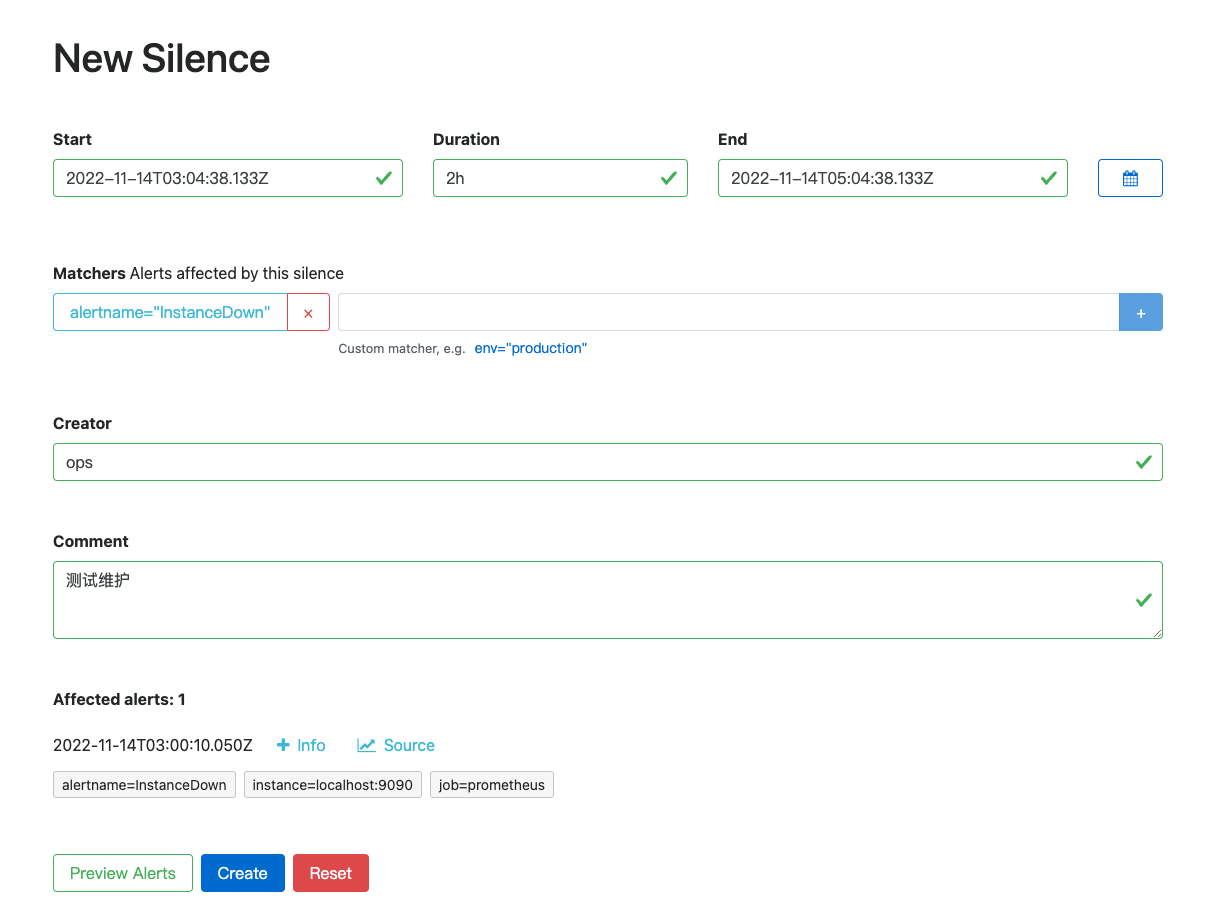 New Silence
Start Duration End
2022-11-14T03:04:38.133Z 2h 2022-11-14T05:04:38.133Z
Matchers Alerts affected by this silence
alertname="InstanceDown" × +
Custom matcher, e.g. env="production"
Creator
ops
Comment
测试维护
Affected alerts: 1
2022-11-14T03:00:10.050Z + Info Source
alertname=InstanceDown instance=localhost:9090 job=prometheus
Preview Alerts Create Reset